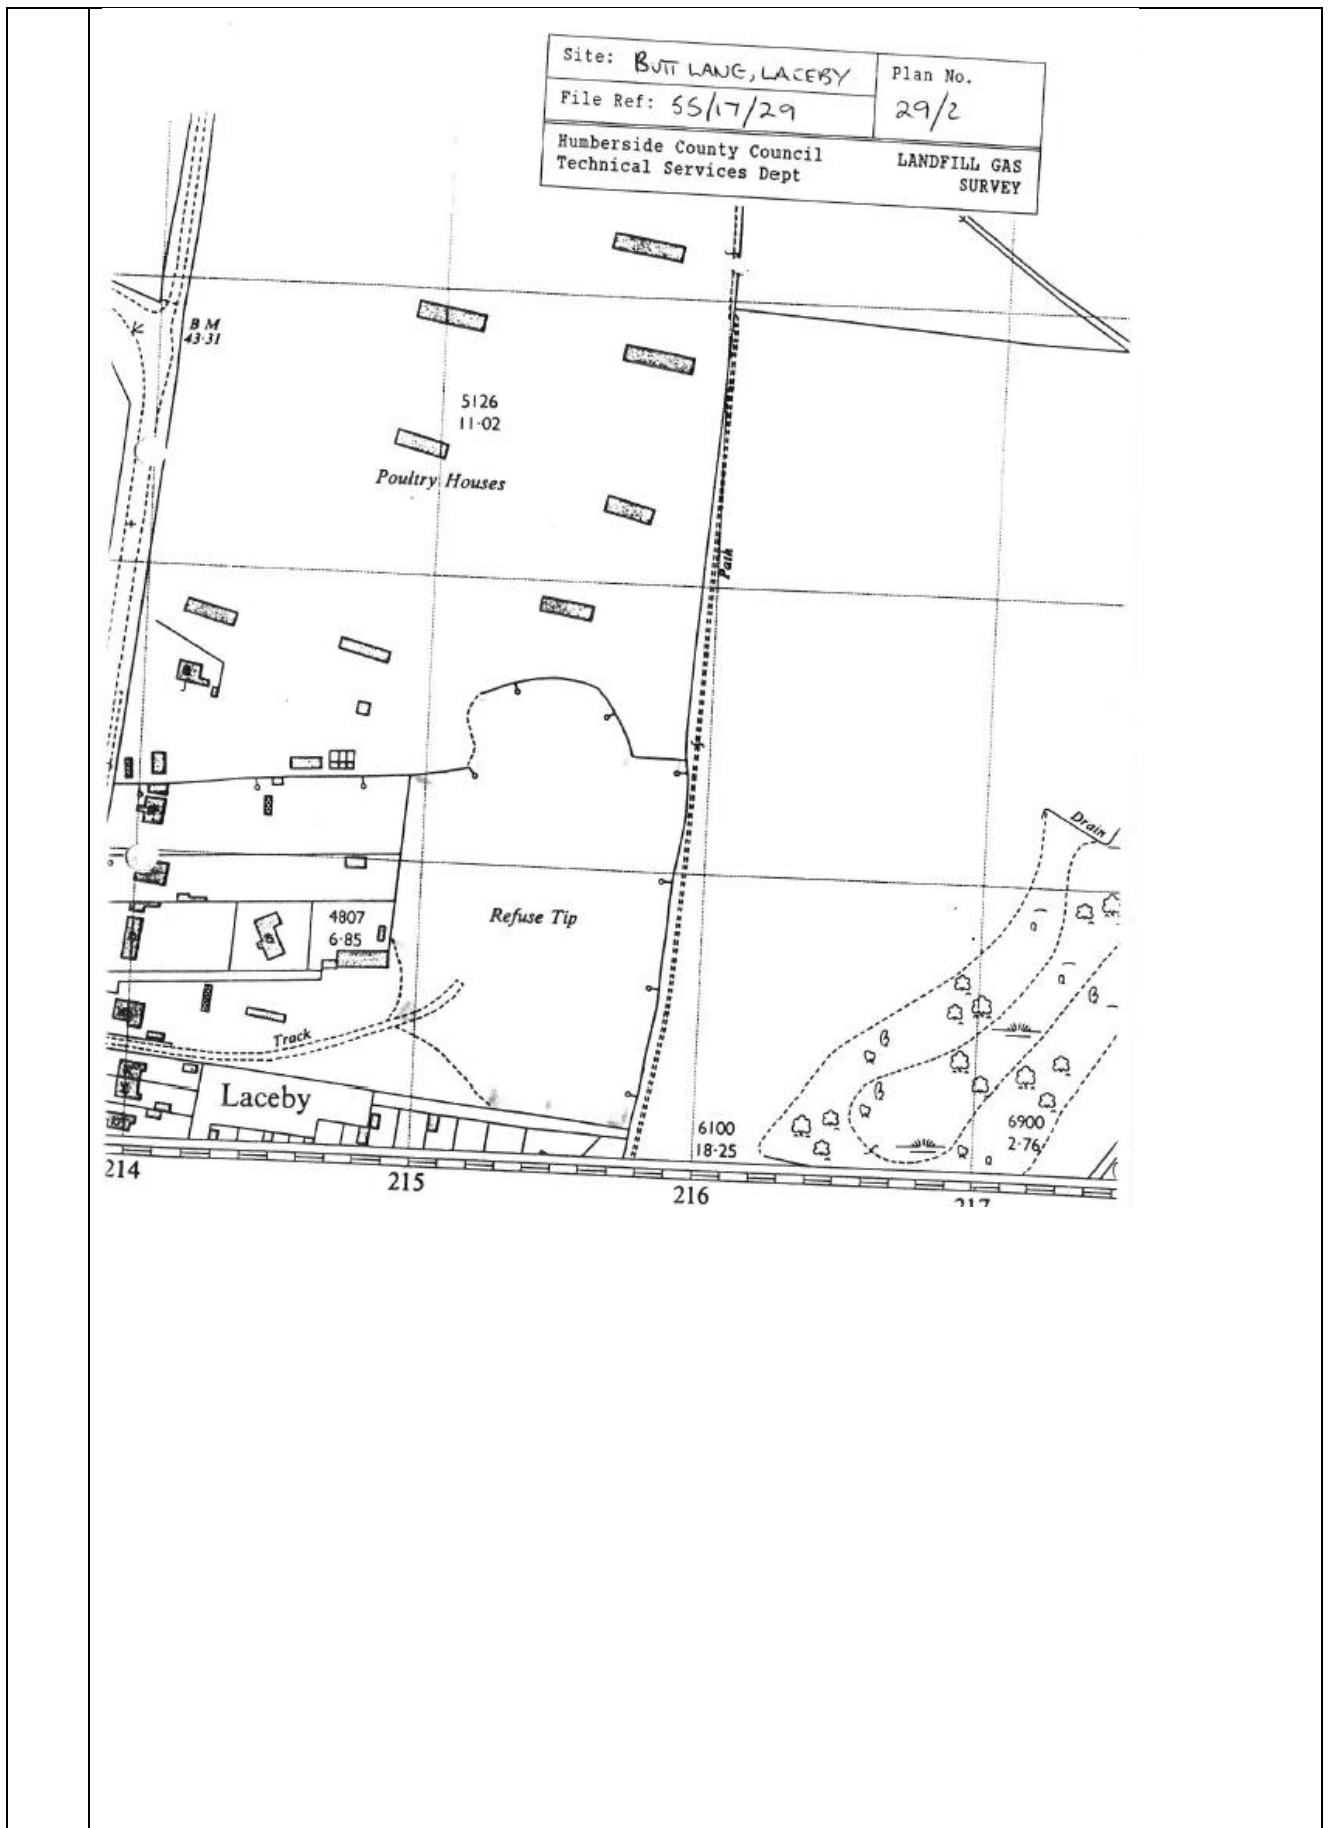 Site: BUTT LANE, LACEBY
Plan No.
29/2
File Ref: 55/17/29
Humberside County Council
Technical Services Dept
LANDFILL GAS
SURVEY
B M
43·31
5126
11·02
Poultry Houses
Path
Drain
Refuse Tip
4807
6·85
Track
Laceby
6100
18·25
6900
2·76
214
215
216
217